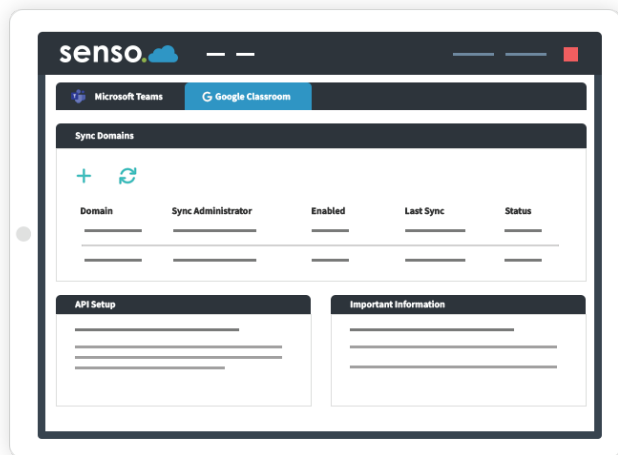 senso.
Microsoft Teams Google Classroom
Sync Domains
Domain Sync Administrator Enabled Last Sync Status
API Setup Important Information